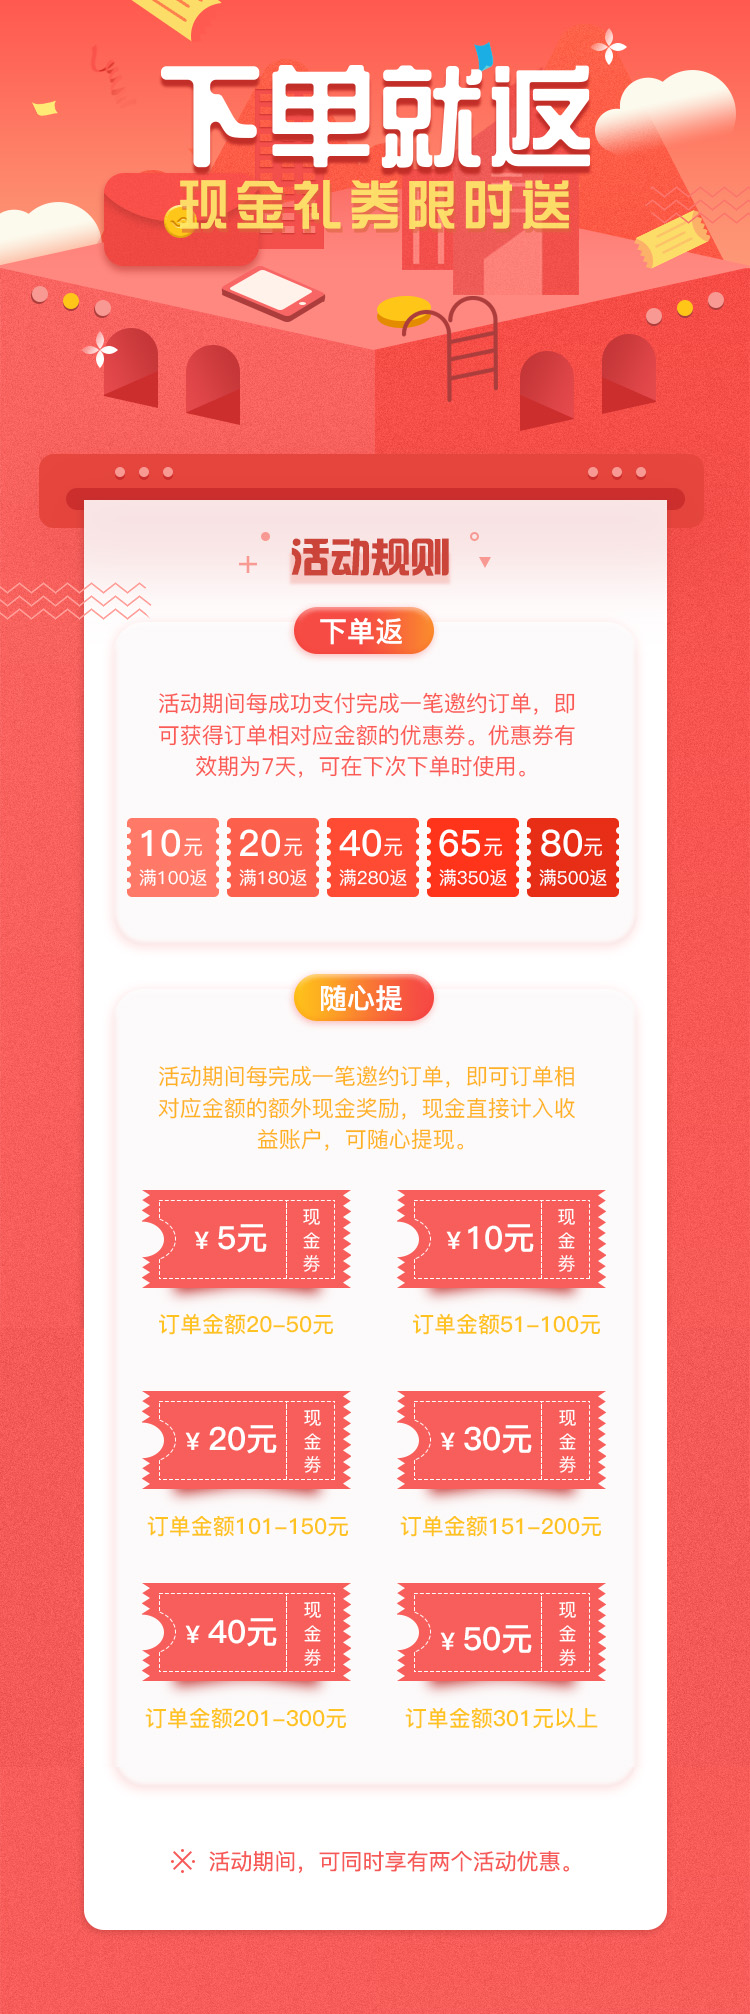 下单就返
现金礼券限时送
活动规则
下单返
活动期间每成功支付完成一笔邀约订单，即
可获得订单相对应金额的优惠券。优惠券有
效期为7天，可在下次下单时使用。
10元 20元 40元 65元 80元
满100返 满180返 满280返 满350返 满500返
随心提
活动期间每完成一笔邀约订单，即可订单相
对应金额的额外现金奖励，现金直接计入收
益账户，可随心提现。
¥5元 现金券 ¥10元 现金券
订单金额20-50元 订单金额51-100元
¥20元 现金券 ¥30元 现金券
订单金额101-150元 订单金额151-200元
¥40元 现金券 ¥50元 现金券
订单金额201-300元 订单金额301元以上
※ 活动期间，可同时享有两个活动优惠。